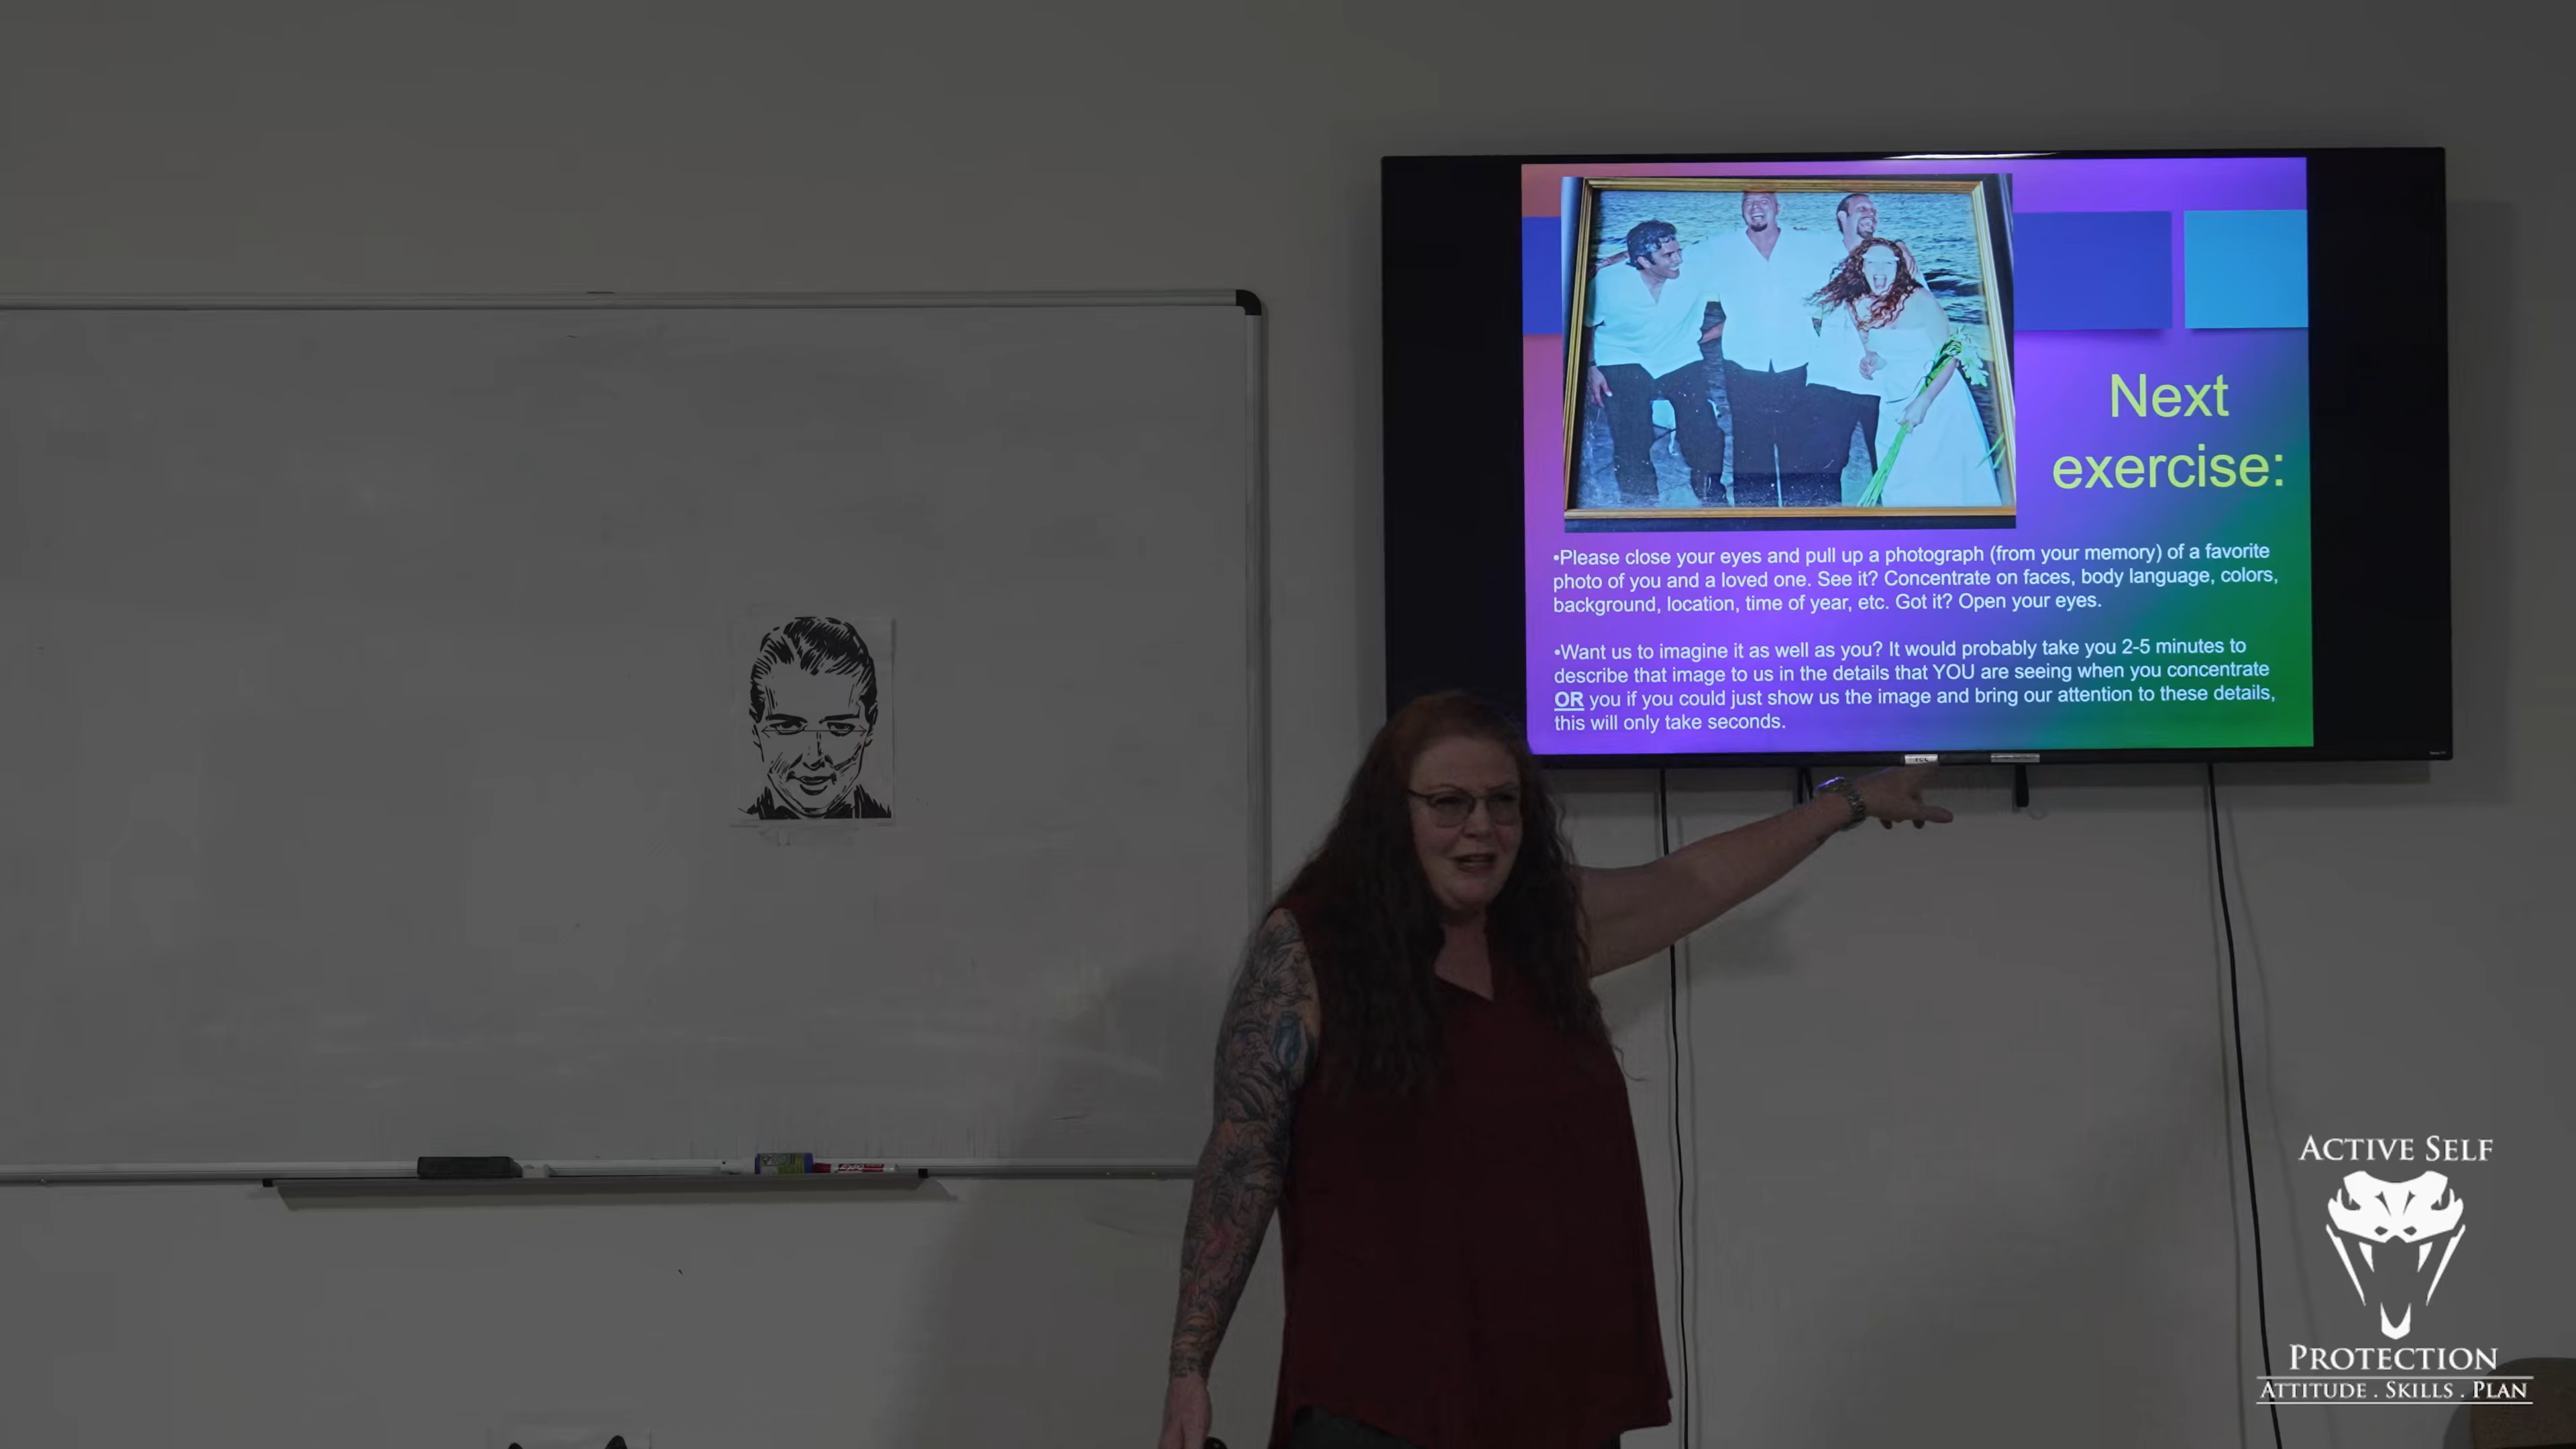 Next
exercise:
•Please close your eyes and pull up a photograph (from your memory) of a favorite
photo of you and a loved one. See it? Concentrate on faces, body language, colors,
background, location, time of year, etc. Got it? Open your eyes.
•Want us to imagine it as well as you? It would probably take you 2-5 minutes to
describe that image to us in the details that YOU are seeing when you concentrate
OR you if you could just show us the image and bring our attention to these details,
this will only take seconds.
ACTIVE SELF
PROTECTION
ATTITUDE . SKILLS . PLAN